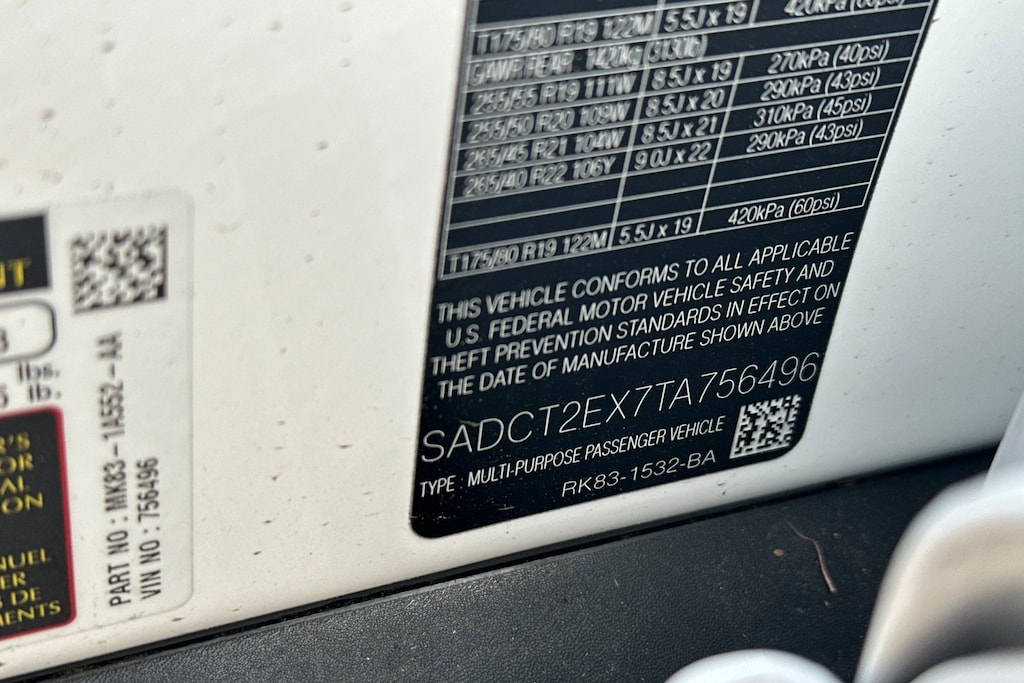 T175/80 R19 122M 5.5J x 19 420kPa (60psi)
GAWR REAR 1420kg (3130lb)
255/55 R19 111W 8.5J x 19 270kPa (40psi)
255/50 R20 109W 8.5J x 20 290kPa (43psi)
265/45 R21 104W 8.5J x 21 310kPa (45psi)
265/40 R22 106Y 9.0J x 22 290kPa (43psi)
T175/80 R19 122M 5.5J x 19 420kPa (60psi)
THIS VEHICLE CONFORMS TO ALL APPLICABLE
U.S. FEDERAL MOTOR VEHICLE SAFETY AND
THEFT PREVENTION STANDARDS IN EFFECT ON
THE DATE OF MANUFACTURE SHOWN ABOVE
SADCT2EX7TA756496
TYPE : MULTI-PURPOSE PASSENGER VEHICLE
RK83-1532-BA
PART NO : MK83-1A552-AA
VIN NO : 756496
lbs.
lb.
DE